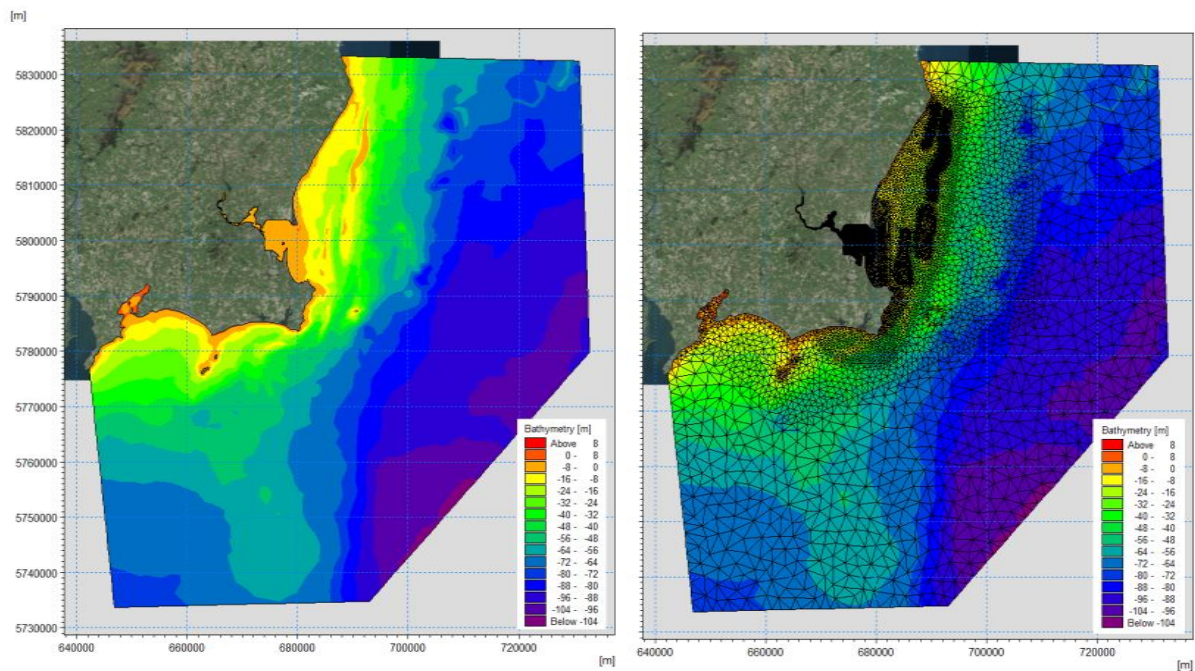 [m]
5830000
5820000
5810000
5800000
5790000
5780000
5770000
5760000
5750000
5740000
5730000
640000 660000 680000 700000 720000
[m]
Bathymetry [m]
Above 8
0 - 8
-8 - 0
-16 - -8
-24 - -16
-32 - -24
-40 - -32
-48 - -40
-56 - -48
-64 - -56
-72 - -64
-80 - -72
-88 - -80
-96 - -88
-104 - -96
Below -104
640000 660000 680000 700000 720000
[m]
Bathymetry [m]
Above 8
0 - 8
-8 - 0
-16 - -8
-24 - -16
-32 - -24
-40 - -32
-48 - -40
-56 - -48
-64 - -56
-72 - -64
-80 - -72
-88 - -80
-96 - -88
-104 - -96
Below -104